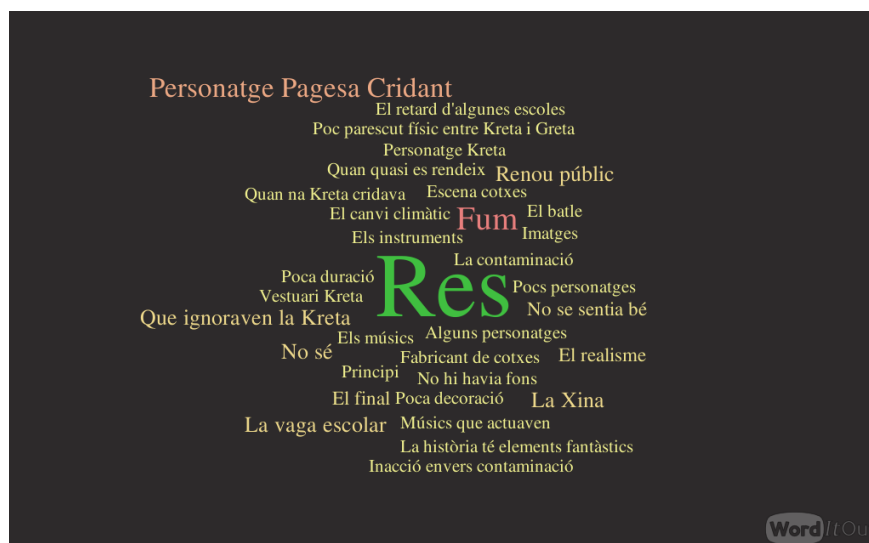 Personatge Pagesa Cridant
El retard d'algunes escoles
Poc parescut físic entre Kreta i Greta
Personatge Kreta
Quan quasi es rendeix
Renou públic
Quan na Kreta cridava
Escena cotxes
El canvi climàtic
Fum
El batle
Els instruments
Imatges
La contaminació
Res
Poca duració
Pocs personatges
Vestuari Kreta
No se sentia bé
Que ignoraven la Kreta
Els músics
Alguns personatges
No sé
Fabricant de cotxes
El realisme
Principi
No hi havia fons
El final
Poca decoració
La Xina
La vaga escolar
Músics que actuaven
La història té elements fantàstics
Inacció envers contaminació
WordItOu